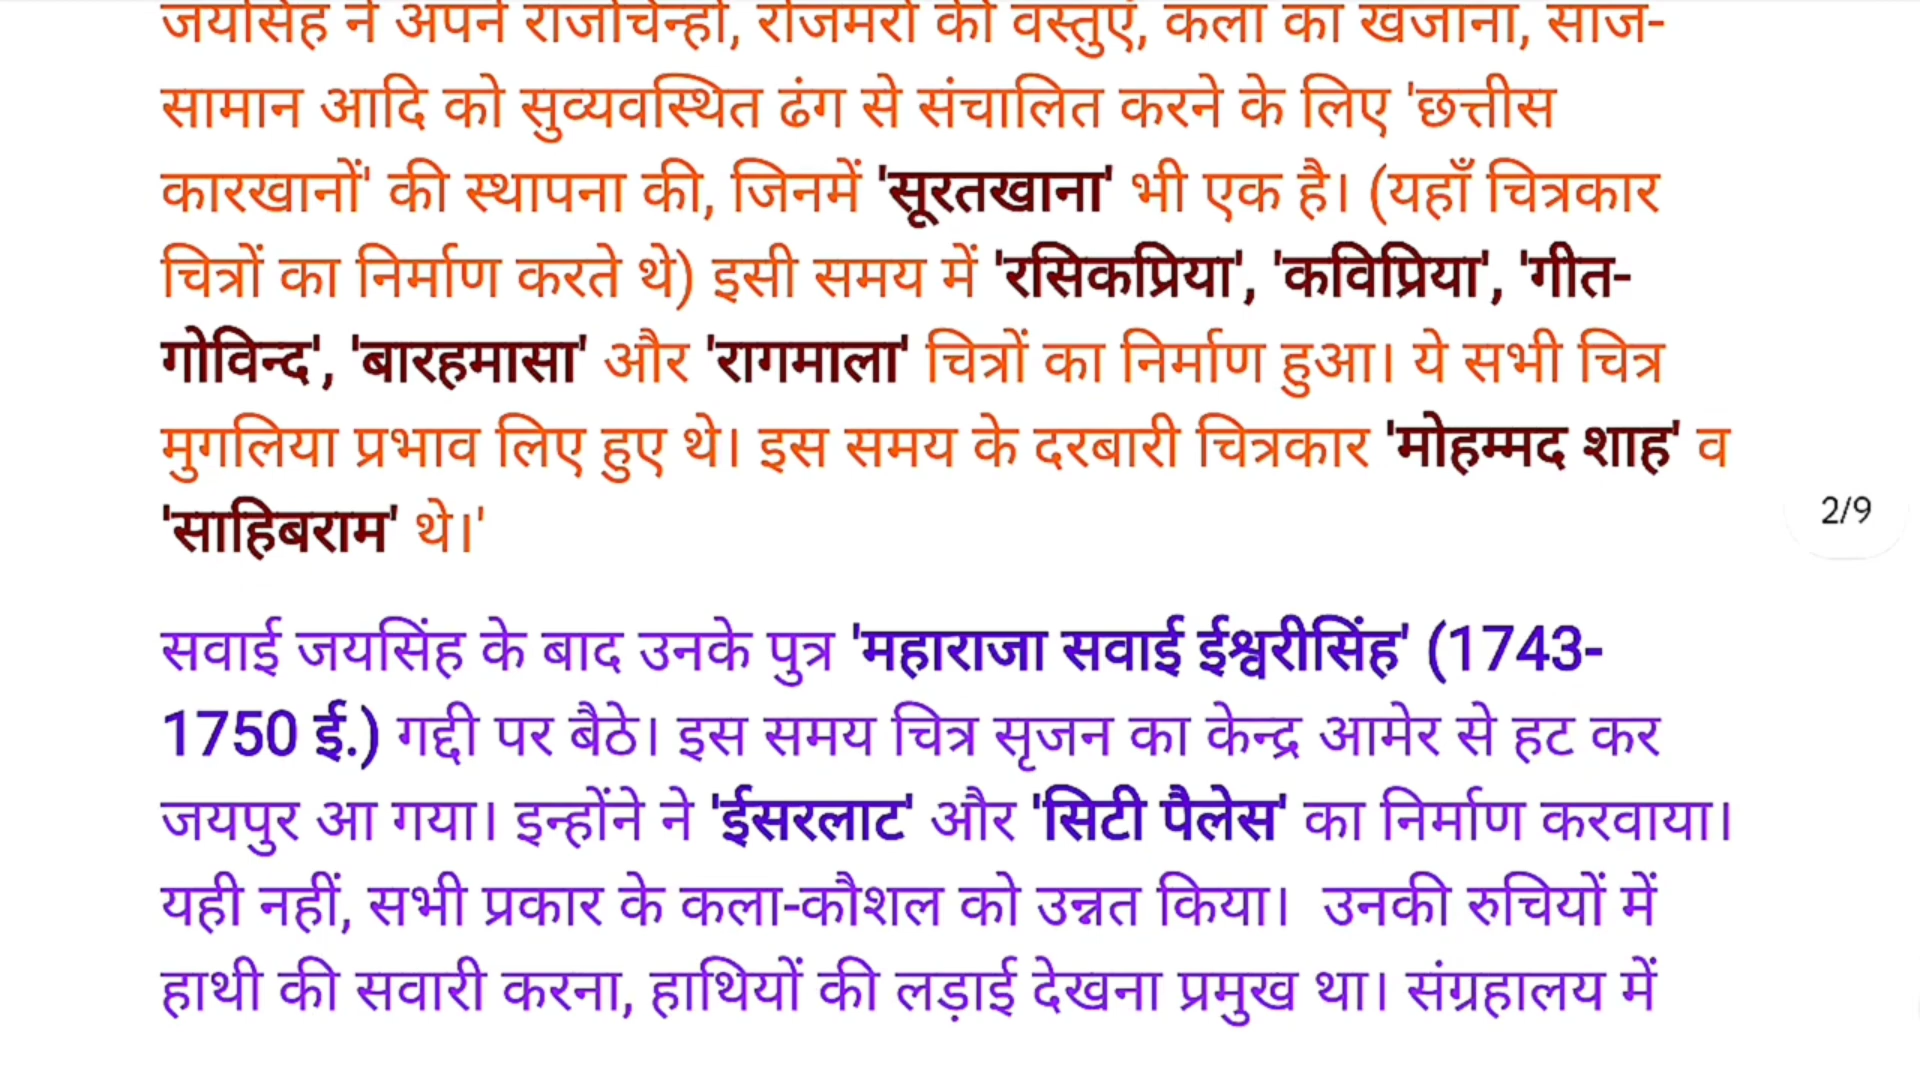 जयसिंह ने अपने राजचिन्हों, रोजमर्रा की वस्तुएं, कला का खजाना, साज-
सामान आदि को सुव्यवस्थित ढंग से संचालित करने के लिए 'छत्तीस
कारखानों' की स्थापना की, जिनमें 'सूरतखाना' भी एक है। (यहाँ चित्रकार
चित्रों का निर्माण करते थे) इसी समय में 'रसिकप्रिया', 'कविप्रिया', 'गीत-
गोविन्द', 'बारहमासा' और 'रागमाला' चित्रों का निर्माण हुआ। ये सभी चित्र
मुगलिया प्रभाव लिए हुए थे। इस समय के दरबारी चित्रकार 'मोहम्मद शाह' व
'साहिबराम' थे।'
2/9
सवाई जयसिंह के बाद उनके पुत्र 'महाराजा सवाई ईश्वरीसिंह' (1743-
1750 ई.) गद्दी पर बैठे। इस समय चित्र सृजन का केन्द्र आमेर से हट कर
जयपुर आ गया। इन्होंने ने 'ईसरलाट' और 'सिटी पैलेस' का निर्माण करवाया।
यही नहीं, सभी प्रकार के कला-कौशल को उन्नत किया। उनकी रुचियों में
हाथी की सवारी करना, हाथियों की लड़ाई देखना प्रमुख था। संग्रहालय में